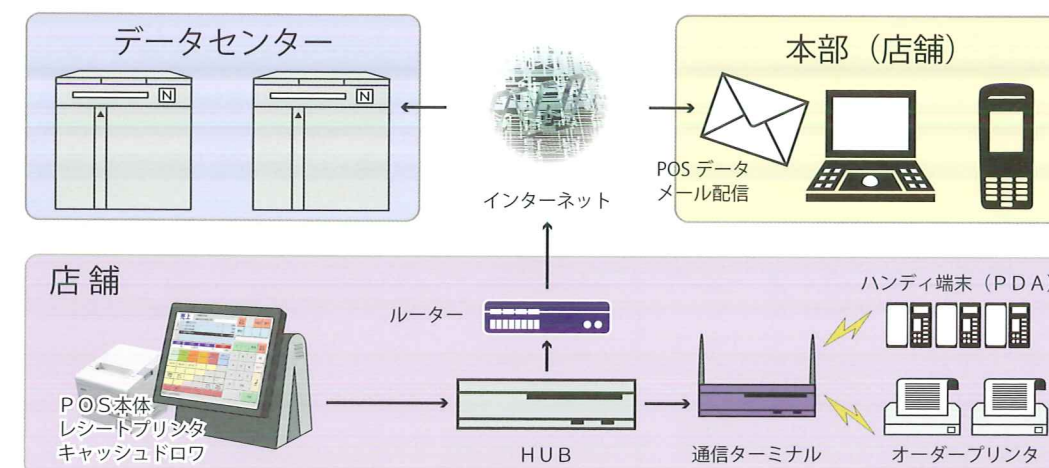 データセンター
N
N
本部（店舗）
POS データ
メール配信
インターネット
店 舗
ルーター
ハンディ端末（ＰＤＡ）
ＰＯＳ本体
レシートプリンタ
キャッシュドロワ
ＨＵＢ
通信ターミナル
オーダープリンタ